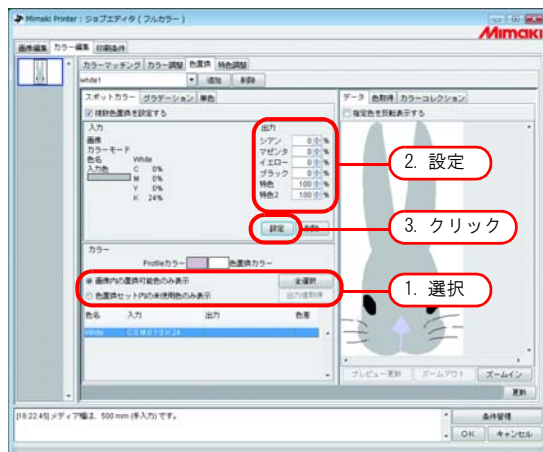 Mimaki Printer : ジョブエディタ ( フルカラー )
Mimaki
画像編集 カラー編集 印刷条件
カラーマッチング カラー調整 色置換 特色調整
white1 追加 削除
スポットカラー グラデーション 単色
複数色置換を設定する
入力
画像
カラーモード
色名 White
入力色 C 0%
M 0%
Y 0%
K 24%
出力
シアン 0 %
マゼンタ 0 %
イエロー 0 %
ブラック 0 %
特色 100 %
特色2 100 %
設定 削除
カラー
Profileカラー 色置換カラー
画像内の置換可能色のみ表示 全選択
色置換セット内の未使用色のみ表示 出力値取得
色名 入力 出力 色差
White C 0 M 0 Y 0 K 24
データ 色取得 カラーコレクション
指定色を反転表示する
2. 設定
3. クリック
1. 選択
プレビュー更新 ズームアウト ズームイン
更新
[18:22:45] メディア幅は、500 mm (手入力) です。
条件管理
OK キャンセル